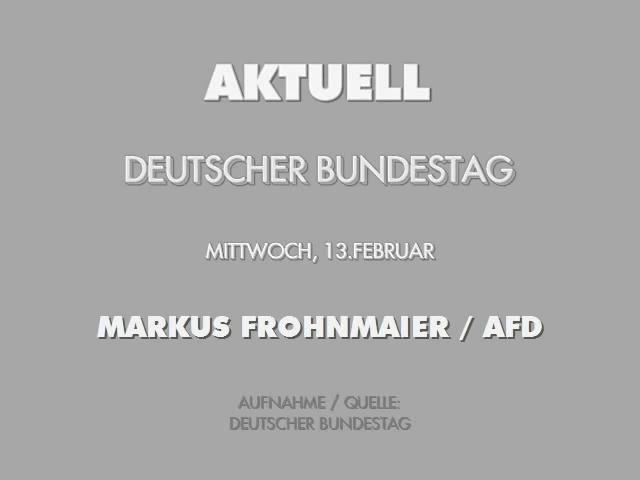 AKTUELL
DEUTSCHER BUNDESTAG
MITTWOCH, 13.FEBRUAR
MARKUS FROHNMAIER / AFD
AUFNAHME / QUELLE:
DEUTSCHER BUNDESTAG